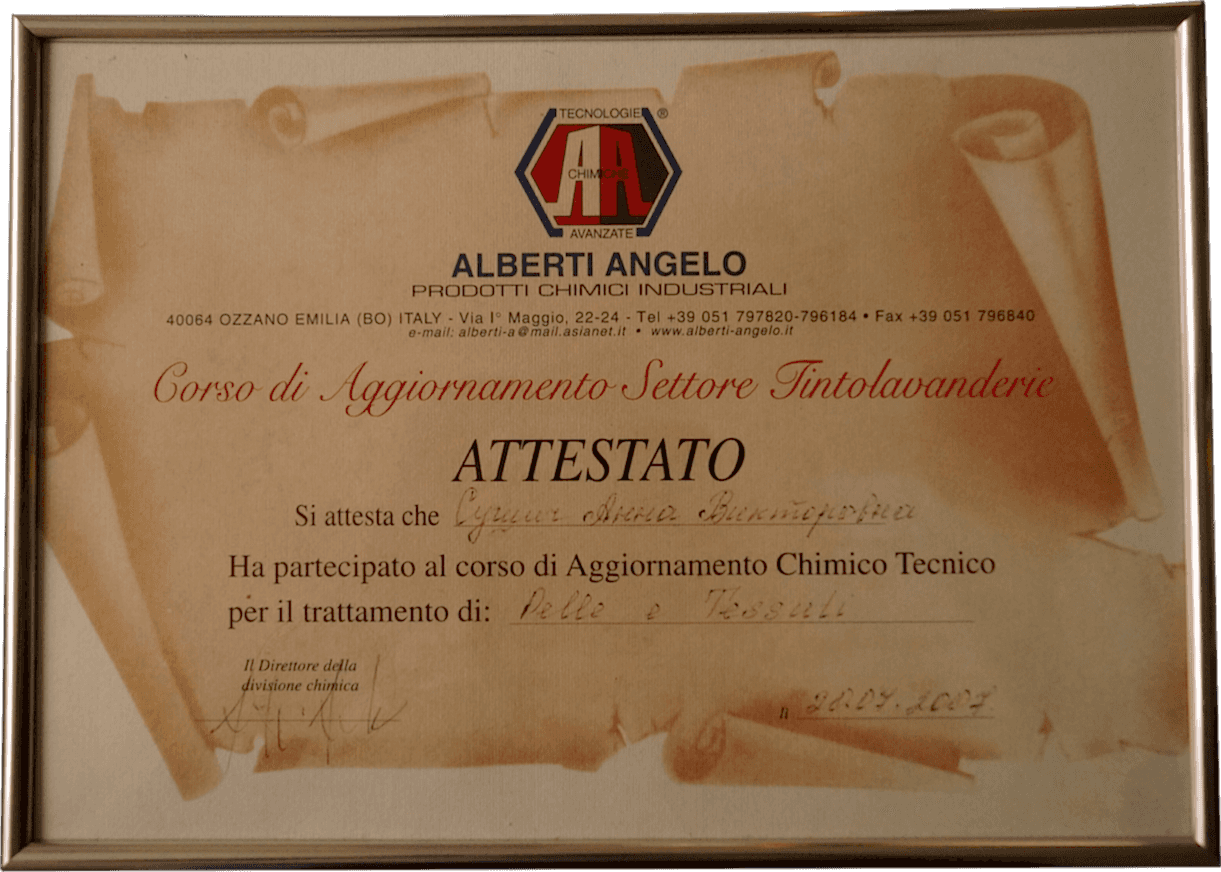 TECNOLOGIE ®
AA
CHIMICHE
AVANZATE
ALBERTI ANGELO
PRODOTTI CHIMICI INDUSTRIALI
40064 OZZANO EMILIA (BO) ITALY - Via I° Maggio, 22-24 - Tel +39 051 797820-796184 • Fax +39 051 796840
e-mail: alberti-a@mail.asianet.it • www.alberti-angelo.it
Corso di Aggiornamento Settore Tintolavanderie
ATTESTATO
Si attesta che Анна Викторовна
Ha partecipato al corso di Aggiornamento Chimico Tecnico
per il trattamento di: Pelle e Tessuti
Il Direttore della
divisione chimica
lì 20.07.2007